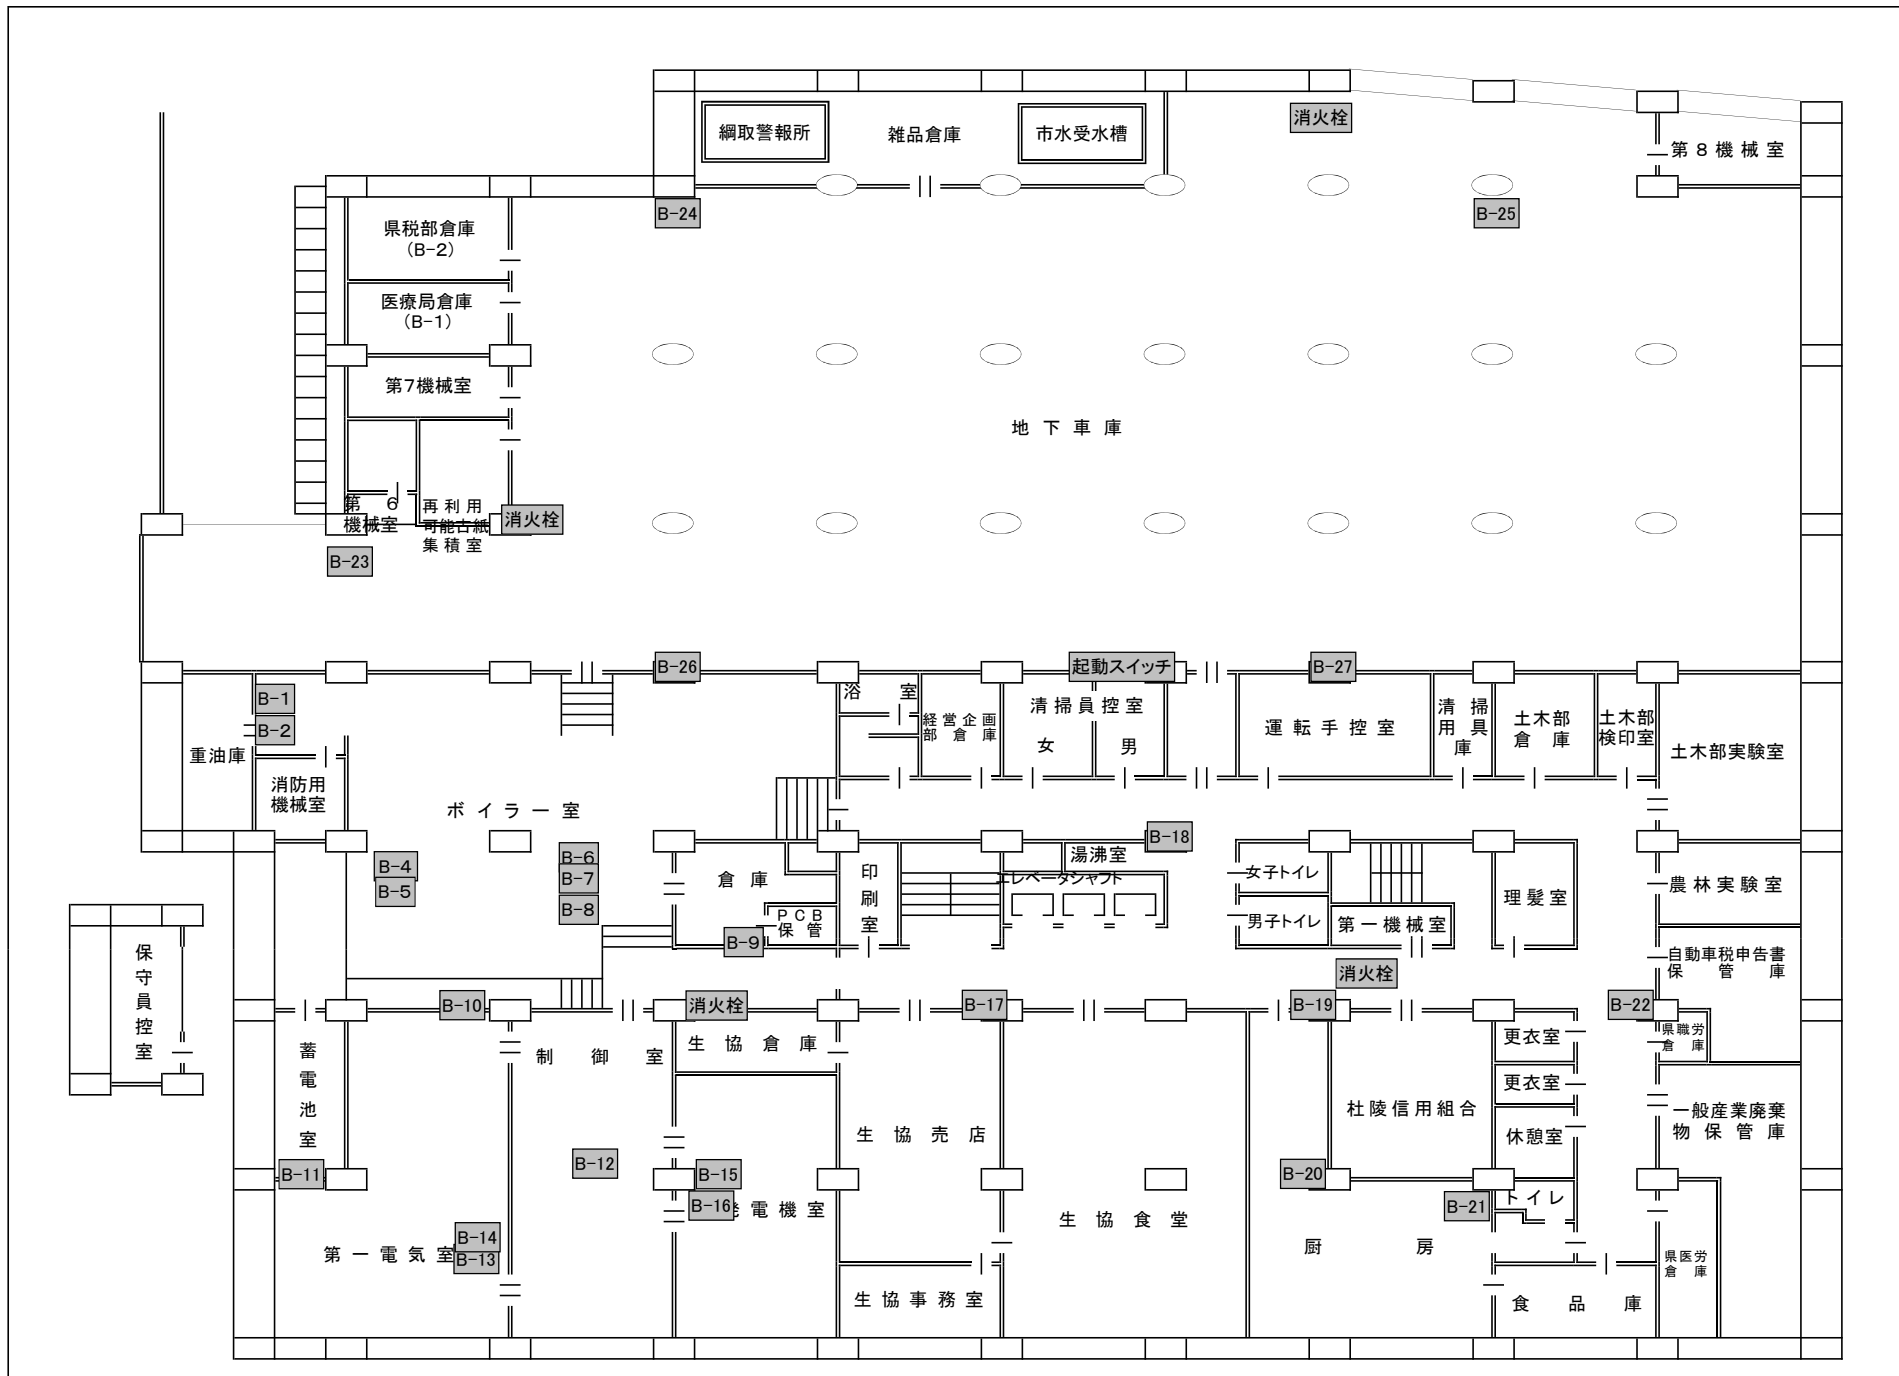 綱取警報所
雑品倉庫
市水受水槽
消火栓
第８機械室
B-24
B-25
県税部倉庫
（B-2）
医療局倉庫
（B-1）
第7機械室
地下車庫
第６
機械室
再利用
可能古紙
集積室
消火栓
B-23
B-26
起動スイッチ
B-27
B-1
B-2
重油庫
消防用
機械室
ボイラー室
浴室
経営企画
部倉庫
清掃員控室
女
男
運転手控室
清掃
用具
庫
土木部
倉庫
土木部
検印室
土木部実験室
B-4
B-5
B-6
B-7
B-8
倉庫
ＰＣＢ
保管
B-9
印
刷
室
B-18
湯沸室
エレベータシャフト
女子トイレ
男子トイレ
第一機械室
理髪室
農林実験室
自動車税申告書
保管庫
保
守
員
控
室
消火栓
B-10
消火栓
B-17
B-19
B-22
蓄
電
池
室
制御室
生協倉庫
更衣室
県職労
倉庫
更衣室
杜陵信用組合
一般産業廃棄
物保管庫
生協売店
休憩室
B-11
B-12
B-15
B-16
発電機室
B-20
B-21
トイレ
生協食堂
B-14
B-13
第一電気室
厨房
県医労
倉庫
生協事務室
食品庫